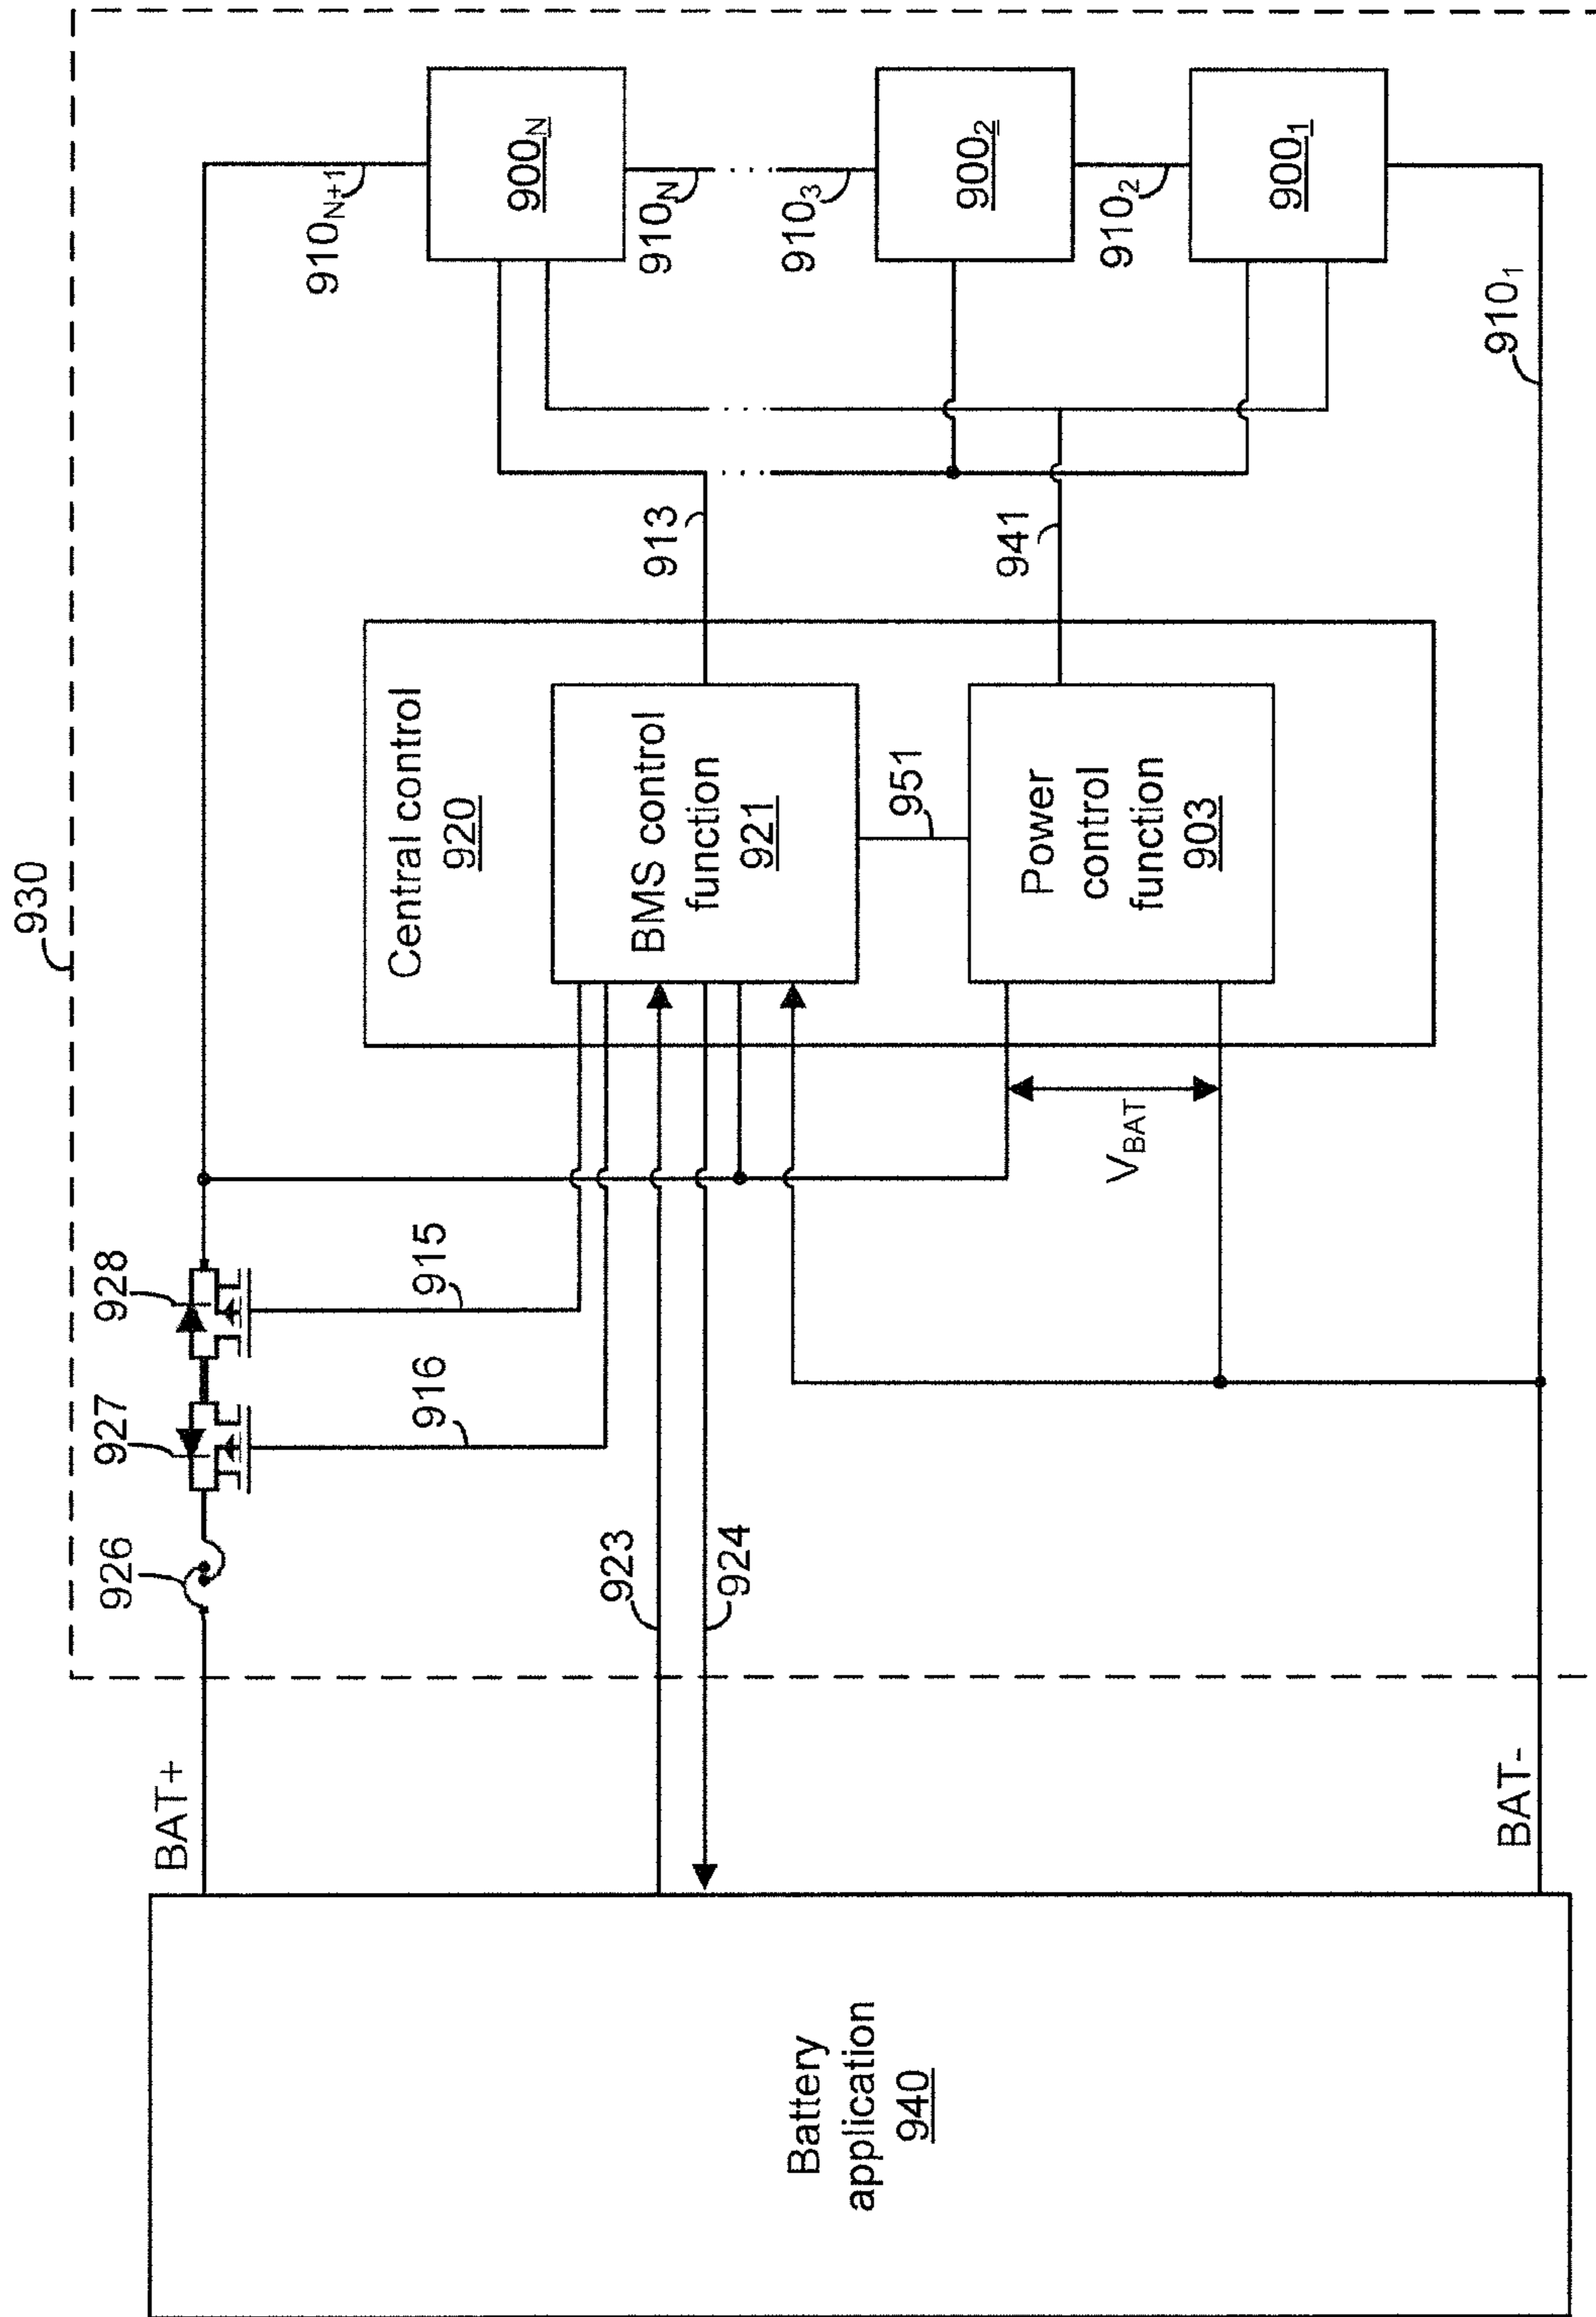 930
BAT+
926
927
928
916
915
910N+1
900N
910N
9103
9002
9102
9001
9101
913
941
Central control
920
BMS control
function
921
951
Power
control
function
903
VBAT
923
924
BAT-
Battery
application
940